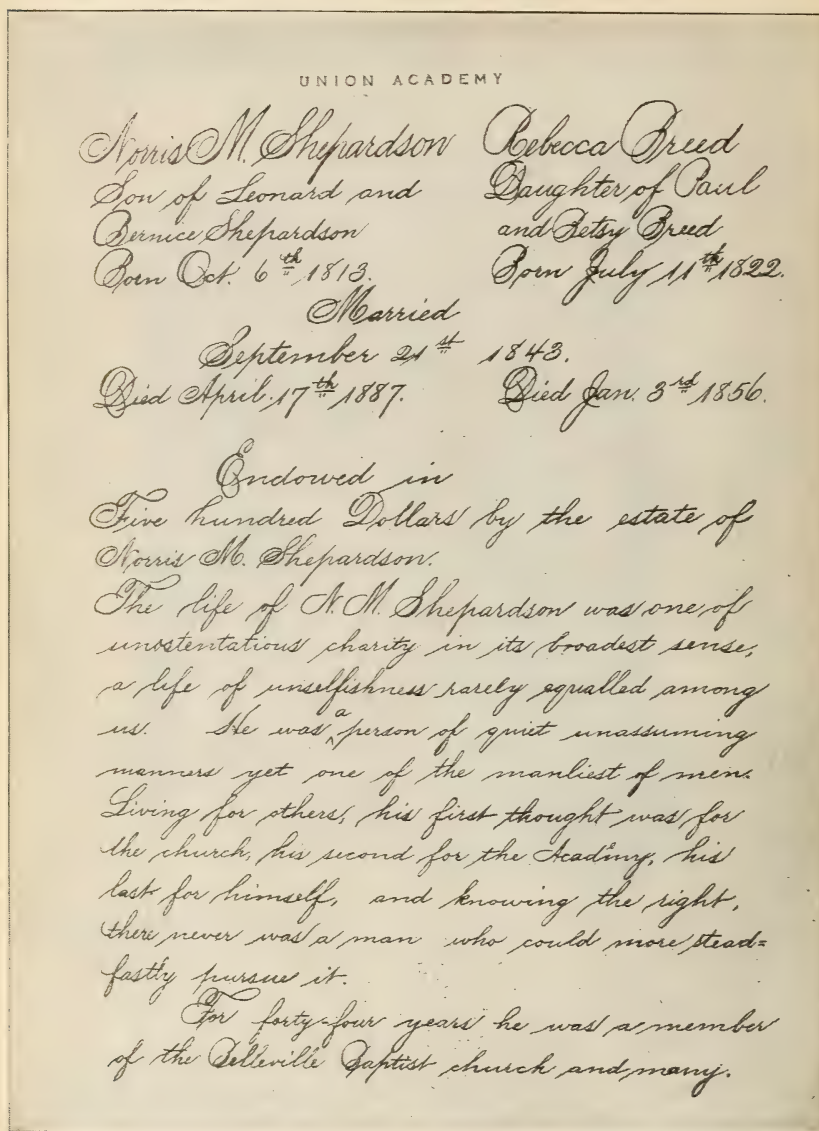 UNION ACADEMY
Norris M. Shepardson Rebecca Breed
Son of Leonard and Daughter of Paul
Bernice Shepardson and Betsy Breed
Born Oct. 6th 1813. Born July 11th 1822.
Married
September 21st 1843.
Died April 17th 1887. Died Jan. 3rd 1856.
Endowed in
Five hundred Dollars by the estate of
Norris M. Shepardson.
The life of N. M. Shepardson was one of
unostentatious charity in its broadest sense,
a life of unselfishness rarely equalled among
us. He was a person of quiet unassuming
manners yet one of the manliest of men.
Living for others, his first thought was for
the church, his second for the Academy, his
last for himself, and knowing the right,
there never was a man who could more stead=
fastly pursue it.
For forty-four years he was a member
of the Belleville Baptist church and many.